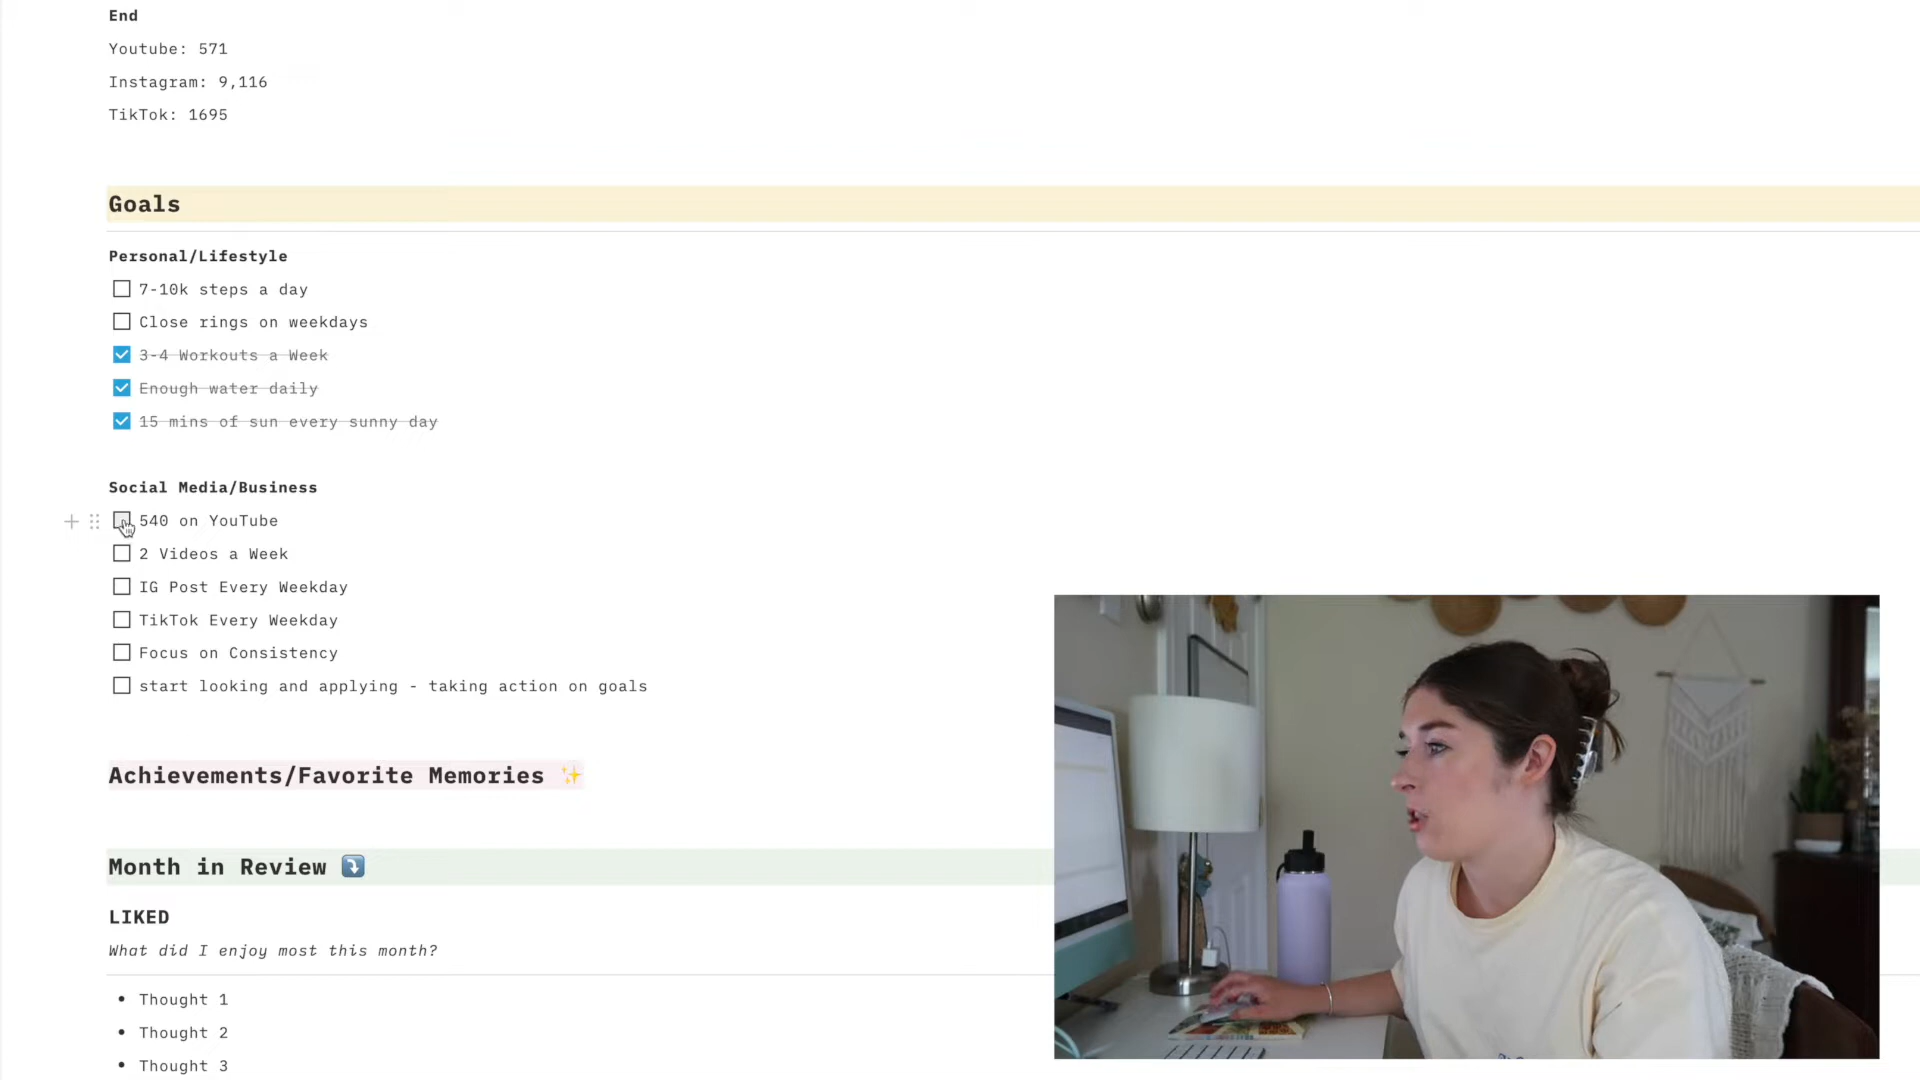 End
Youtube: 571
Instagram: 9,116
TikTok: 1695
Goals
Personal/Lifestyle
7-10k steps a day
Close rings on weekdays
3-4 Workouts a Week
Enough water daily
15 mins of sun every sunny day
Social Media/Business
540 on YouTube
2 Videos a Week
IG Post Every Weekday
TikTok Every Weekday
Focus on Consistency
start looking and applying - taking action on goals
Achievements/Favorite Memories ✨
Month in Review ⤵️
LIKED
What did I enjoy most this month?
• Thought 1
• Thought 2
• Thought 3